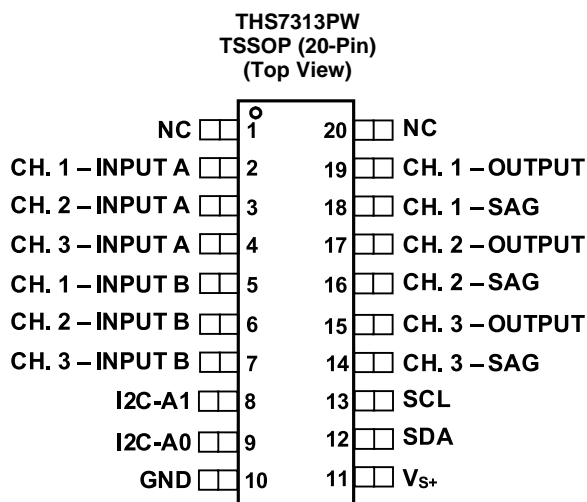 THS7313PW
TSSOP (20-Pin)
(Top View)
NC 1 20 NC
CH. 1 – INPUT A 2 19 CH. 1 – OUTPUT
CH. 2 – INPUT A 3 18 CH. 1 – SAG
CH. 3 – INPUT A 4 17 CH. 2 – OUTPUT
CH. 1 – INPUT B 5 16 CH. 2 – SAG
CH. 2 – INPUT B 6 15 CH. 3 – OUTPUT
CH. 3 – INPUT B 7 14 CH. 3 – SAG
I2C-A1 8 13 SCL
I2C-A0 9 12 SDA
GND 10 11 VS+